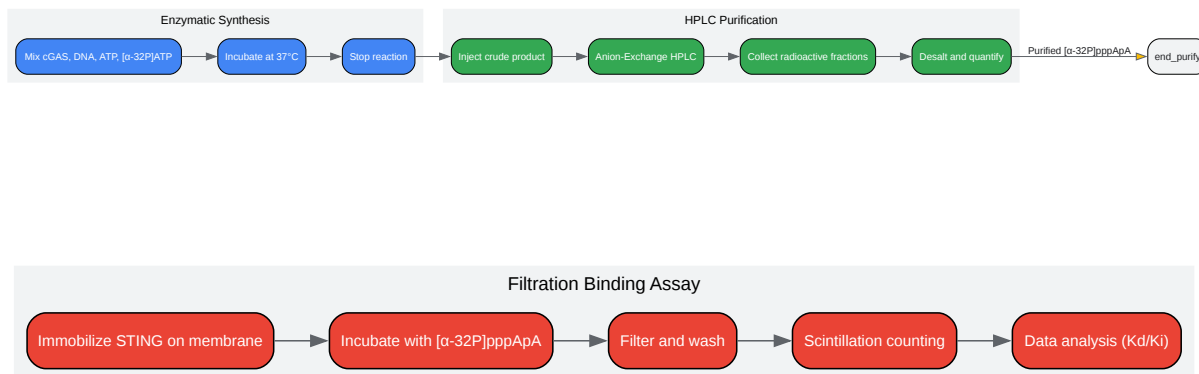 Enzymatic Synthesis
HPLC Purification
Mix cGAS, DNA, ATP, [α-32P]ATP
Incubate at 37°C
Stop reaction
Inject crude product
Anion-Exchange HPLC
Collect radioactive fractions
Desalt and quantify
Purified [α-32P]pppApA
end_purify
Filtration Binding Assay
Immobilize STING on membrane
Incubate with [α-32P]pppApA
Filter and wash
Scintillation counting
Data analysis (Kd/Ki)